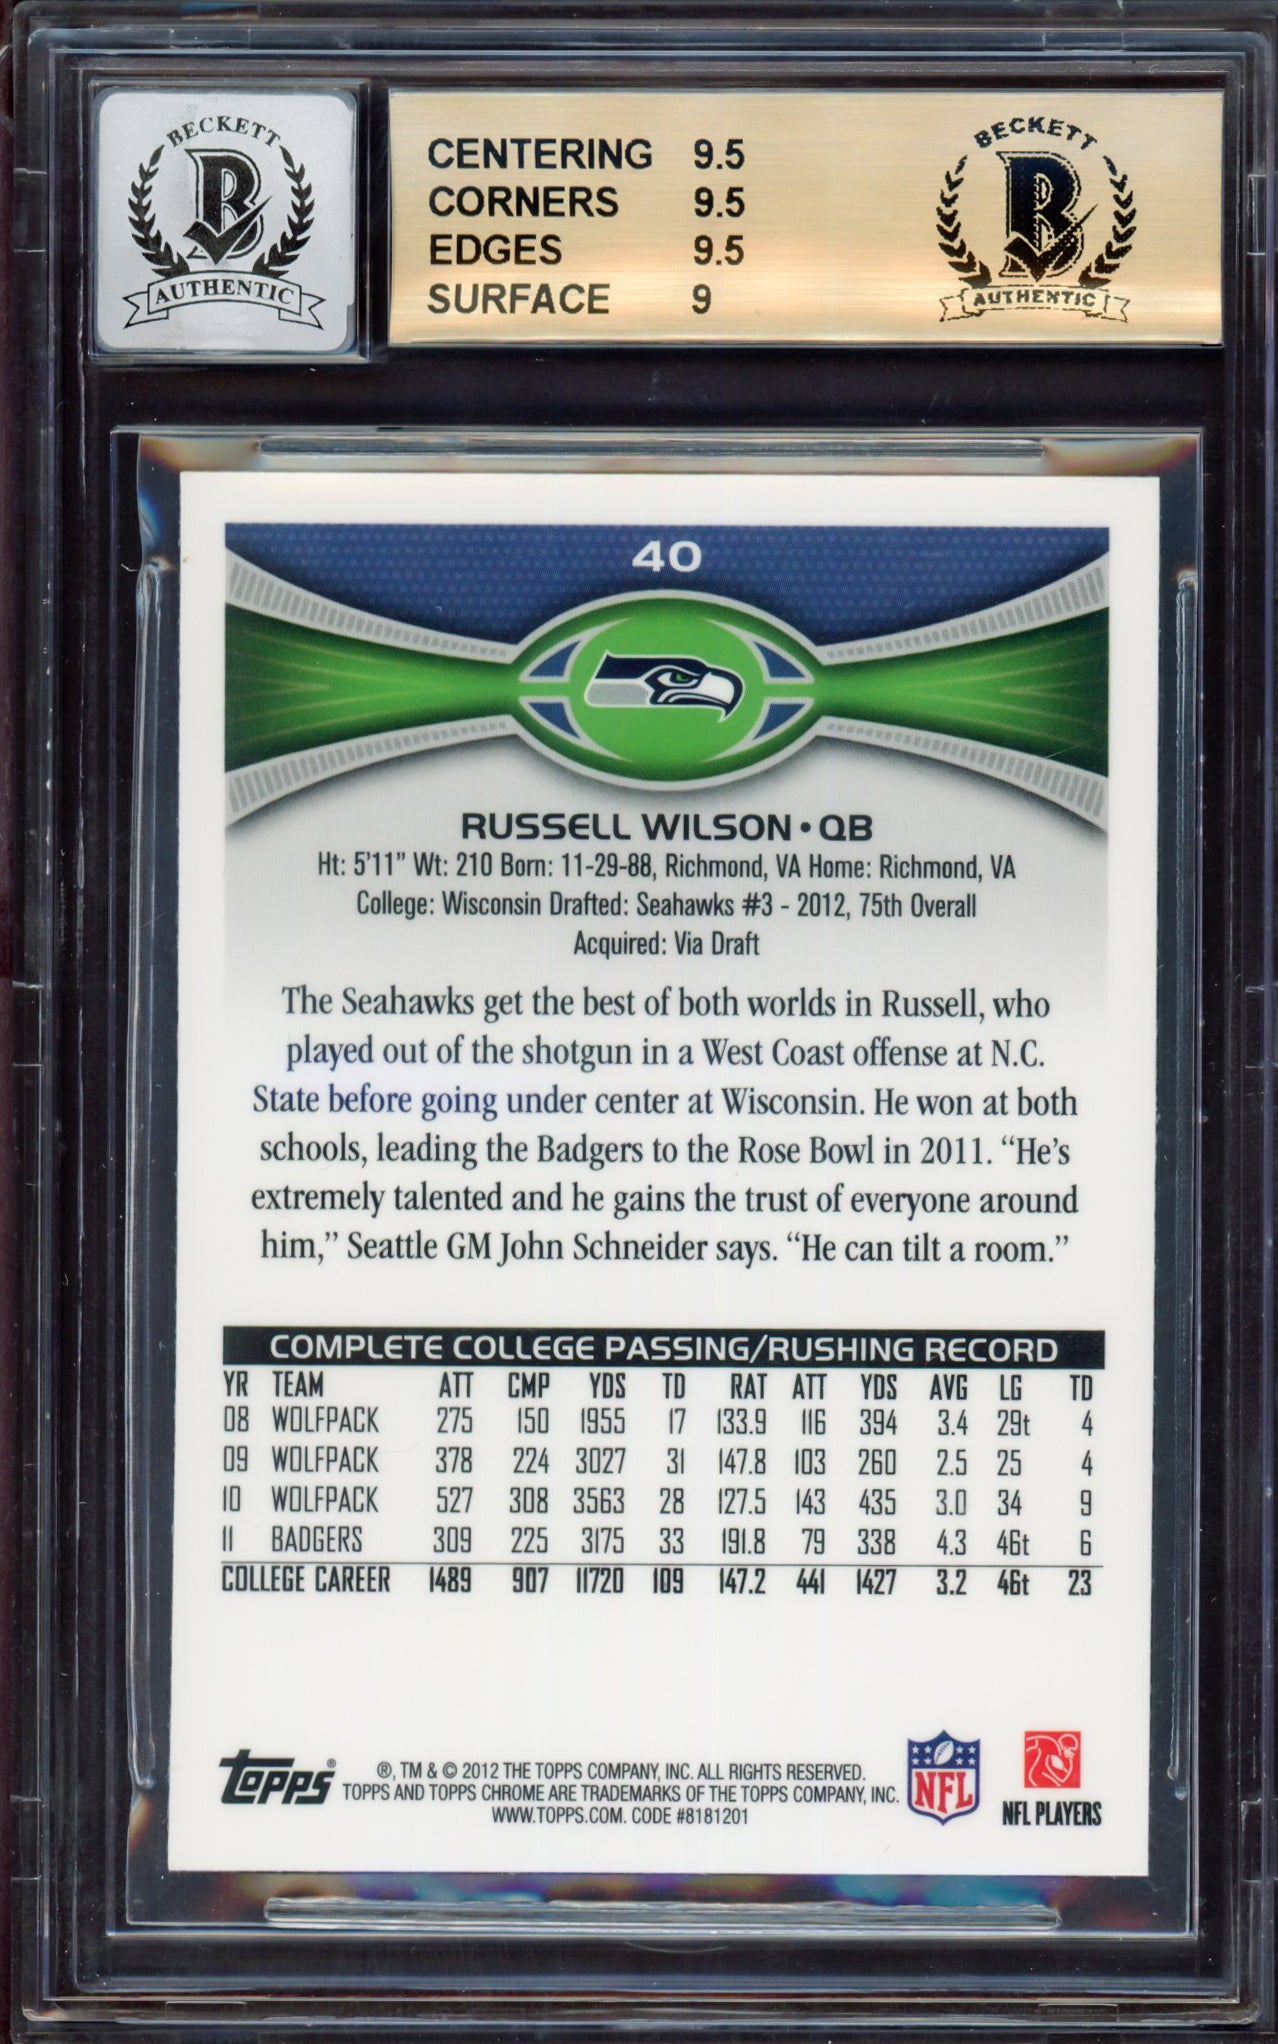 BECKETT
B
AUTHENTIC
CENTERING 9.5
CORNERS 9.5
EDGES 9.5
SURFACE 9
BECKETT
B
AUTHENTIC
40
RUSSELL WILSON • QB
Ht: 5'11” Wt: 210 Born: 11-29-88, Richmond, VA Home: Richmond, VA
College: Wisconsin Drafted: Seahawks #3 - 2012, 75th Overall
Acquired: Via Draft
The Seahawks get the best of both worlds in Russell, who
played out of the shotgun in a West Coast offense at N.C.
State before going under center at Wisconsin. He won at both
schools, leading the Badgers to the Rose Bowl in 2011. “He’s
extremely talented and he gains the trust of everyone around
him,” Seattle GM John Schneider says. “He can tilt a room.”
COMPLETE COLLEGE PASSING/RUSHING RECORD
YR TEAM ATT CMP YDS TD RAT ATT YDS AVG LG TD
08 WOLFPACK 275 150 1955 17 133.9 116 394 3.4 29t 4
09 WOLFPACK 378 224 3027 31 147.8 103 260 2.5 25 4
10 WOLFPACK 527 308 3563 28 127.5 143 435 3.0 34 9
11 BADGERS 309 225 3175 33 191.8 79 338 4.3 46t 6
COLLEGE CAREER 1489 907 11720 109 147.2 441 1427 3.2 46t 23
Topps®
®, TM & © 2012 THE TOPPS COMPANY, INC. ALL RIGHTS RESERVED.
TOPPS AND TOPPS CHROME ARE TRADEMARKS OF THE TOPPS COMPANY, INC.
WWW.TOPPS.COM. CODE #8181201
NFL
NFL PLAYERS